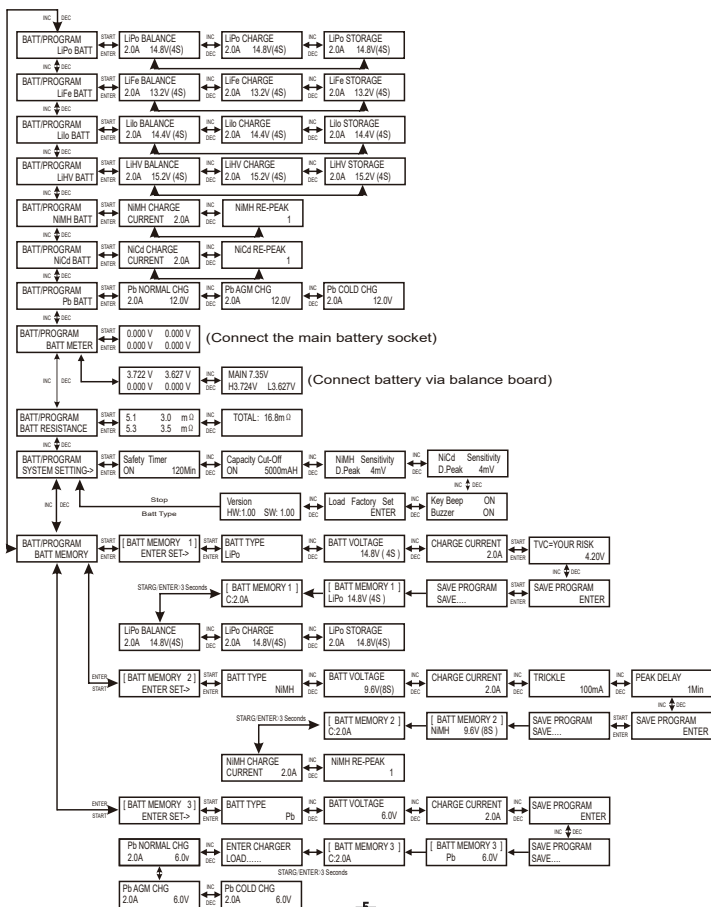 INC DEC
BATT/PROGRAM
LiPo BATT
START
ENTER
LiPo BALANCE
2.0A 14.8V(4S)
INC
DEC
LiPo CHARGE
2.0A 14.8V(4S)
INC
DEC
LiPo STORAGE
2.0A 14.8V(4S)
INC DEC
BATT/PROGRAM
LiFe BATT
START
ENTER
LiFe BALANCE
2.0A 13.2V (4S)
INC
DEC
LiFe CHARGE
2.0A 13.2V (4S)
INC
DEC
LiFe STORAGE
2.0A 13.2V (4S)
INC DEC
BATT/PROGRAM
Lilo BATT
START
ENTER
Lilo BALANCE
2.0A 14.4V (4S)
INC
DEC
Lilo CHARGE
2.0A 14.4V (4S)
INC
DEC
Lilo STORAGE
2.0A 14.4V (4S)
INC DEC
BATT/PROGRAM
LiHV BATT
START
ENTER
LiHV BALANCE
2.0A 15.2V (4S)
INC
DEC
LiHV CHARGE
2.0A 15.2V (4S)
INC
DEC
LiHV STORAGE
2.0A 15.2V (4S)
INC DEC
BATT/PROGRAM
NiMH BATT
START
ENTER
NiMH CHARGE
CURRENT 2.0A
INC
DEC
NiMH RE-PEAK
1
INC DEC
BATT/PROGRAM
NiCd BATT
START
ENTER
NiCd CHARGE
CURRENT 2.0A
INC
DEC
NiCd RE-PEAK
1
INC DEC
BATT/PROGRAM
Pb BATT
START
ENTER
Pb NORMAL CHG
2.0A 12.0V
INC
DEC
Pb AGM CHG
2.0A 12.0V
INC
DEC
Pb COLD CHG
2.0A 12.0V
INC DEC
BATT/PROGRAM
BATT METER
START
ENTER
0.000 V 0.000 V
0.000 V 0.000 V
(Connect the main battery socket)
INC DEC
3.722 V 3.627 V
0.000 V 0.000 V
INC
DEC
MAIN 7.35V
H3.724V L3.627V
(Connect battery via balance board)
BATT/PROGRAM
BATT RESISTANCE
START
ENTER
5.1 3.0 mΩ
5.3 3.5 mΩ
INC
DEC
TOTAL: 16.8mΩ
INC DEC
BATT/PROGRAM
SYSTEM SETTING->
START
ENTER
Safety Timer
ON 120Min
INC
DEC
Capacity Cut-Off
ON 5000mAH
INC
DEC
NiMH Sensitivity
D.Peak 4mV
INC
DEC
NiCd Sensitivity
D.Peak 4mV
INC DEC
INC DEC
Stop
Batt Type
Version
HW:1.00 SW: 1.00
INC
DEC
Load Factory Set
ENTER
INC
DEC
Key Beep ON
Buzzer ON
BATT/PROGRAM
BATT MEMORY
START
ENTER
[ BATT MEMORY 1 ]
ENTER SET->
START
ENTER
BATT TYPE
LiPo
INC
DEC
BATT VOLTAGE
14.8V ( 4S )
INC
DEC
CHARGE CURRENT
2.0A
START
ENTER
TVC=YOUR RISK
4.20V
INC DEC
STARG/ENTER>3 Seconds
[ BATT MEMORY 1 ]
C:2.0A
[ BATT MEMORY 1 ]
LiPo 14.8V (4S )
SAVE PROGRAM
SAVE....
START
ENTER
SAVE PROGRAM
ENTER
LiPo BALANCE
2.0A 14.8V(4S)
INC
DEC
LiPo CHARGE
2.0A 14.8V(4S)
INC
DEC
LiPo STORAGE
2.0A 14.8V(4S)
ENTER
START
[ BATT MEMORY 2 ]
ENTER SET->
START
ENTER
BATT TYPE
NiMH
INC
DEC
BATT VOLTAGE
9.6V(8S)
INC
DEC
CHARGE CURRENT
2.0A
INC
DEC
TRICKLE
100mA
INC
DEC
PEAK DELAY
1Min
INC DEC
STARG/ENTER>3 Seconds
[ BATT MEMORY 2 ]
C:2.0A
[ BATT MEMORY 2 ]
NiMH 9.6V (8S )
SAVE PROGRAM
SAVE....
START
ENTER
SAVE PROGRAM
ENTER
NiMH CHARGE
CURRENT 2.0A
INC
DEC
NiMH RE-PEAK
1
ENTER
START
[ BATT MEMORY 3 ]
ENTER SET->
START
ENTER
BATT TYPE
Pb
INC
DEC
BATT VOLTAGE
6.0V
INC
DEC
CHARGE CURRENT
2.0A
INC
DEC
SAVE PROGRAM
ENTER
INC DEC
Pb NORMAL CHG
2.0A 6.0v
INC
DEC
ENTER CHARGER
LOAD......
[ BATT MEMORY 3 ]
C:2.0A
[ BATT MEMORY 3 ]
Pb 6.0V
SAVE PROGRAM
SAVE....
STARG/ENTER>3 Seconds
Pb AGM CHG
2.0A 6.0V
INC
DEC
Pb COLD CHG
2.0A 6.0V
–5–